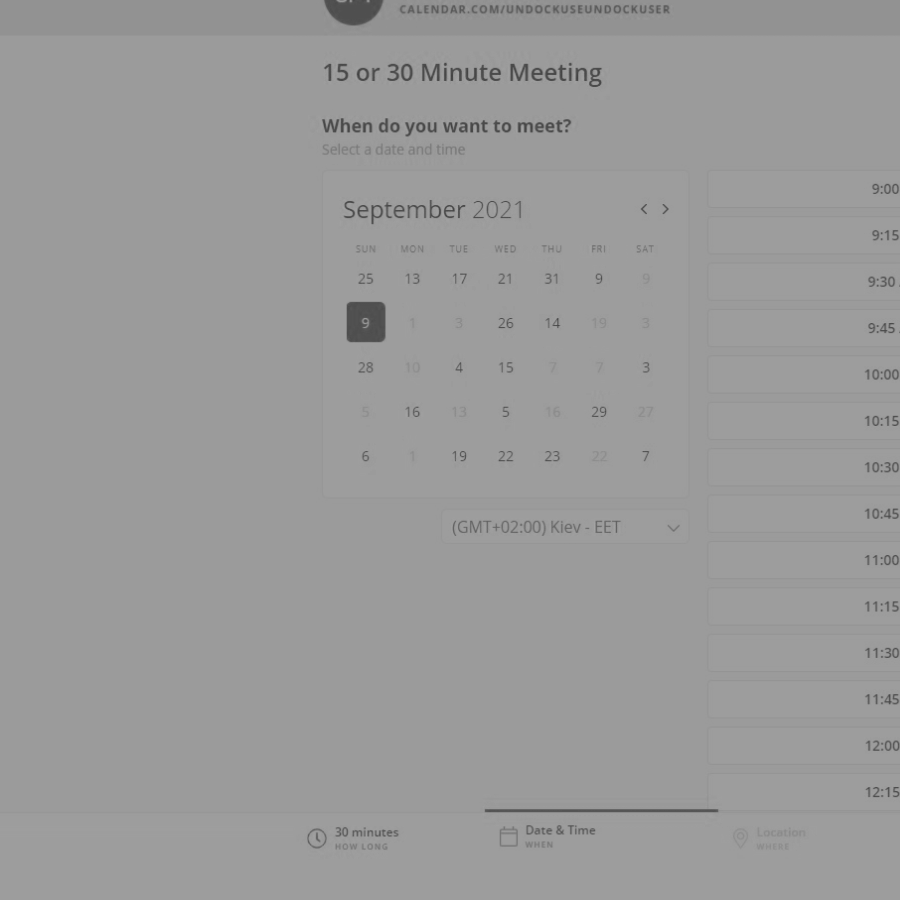 CALENDAR.COM/UNDOCKUSEUNDOCKUSER
15 or 30 Minute Meeting
When do you want to meet?
Select a date and time
September 2021
SUN MON TUE WED THU FRI SAT
25 13 17 21 31 9 9
9 1 3 26 14 19 3
28 10 4 15 7 7 3
5 16 13 5 16 29 27
6 1 19 22 23 22 7
(GMT+02:00) Kiev - EET
9:00
9:15
9:30
9:45
10:00
10:15
10:30
10:45
11:00
11:15
11:30
11:45
12:00
12:15
30 minutes
HOW LONG
Date & Time
WHEN
Location
WHERE